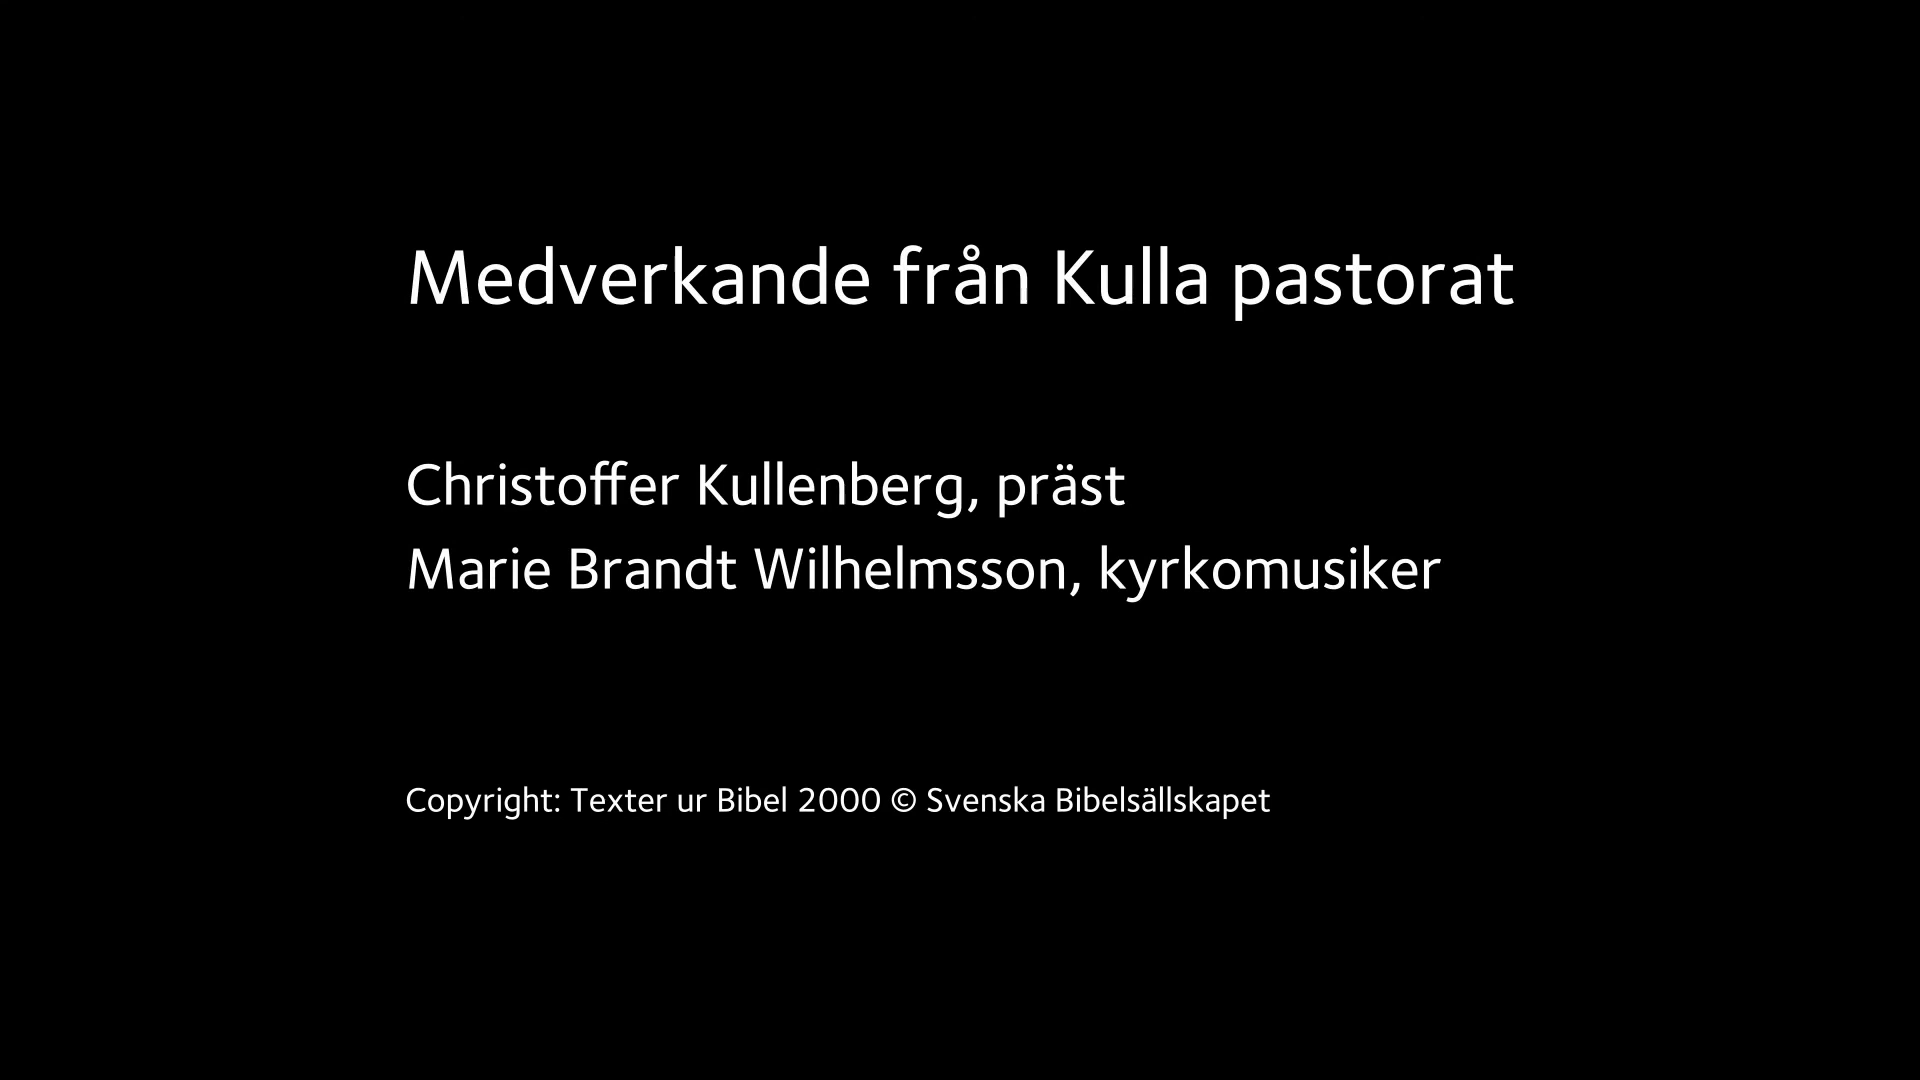 Medverkande från Kulla pastorat
Christoffer Kullenberg, präst
Marie Brandt Wilhelmsson, kyrkomusiker
Copyright: Texter ur Bibel 2000 © Svenska Bibelsällskapet